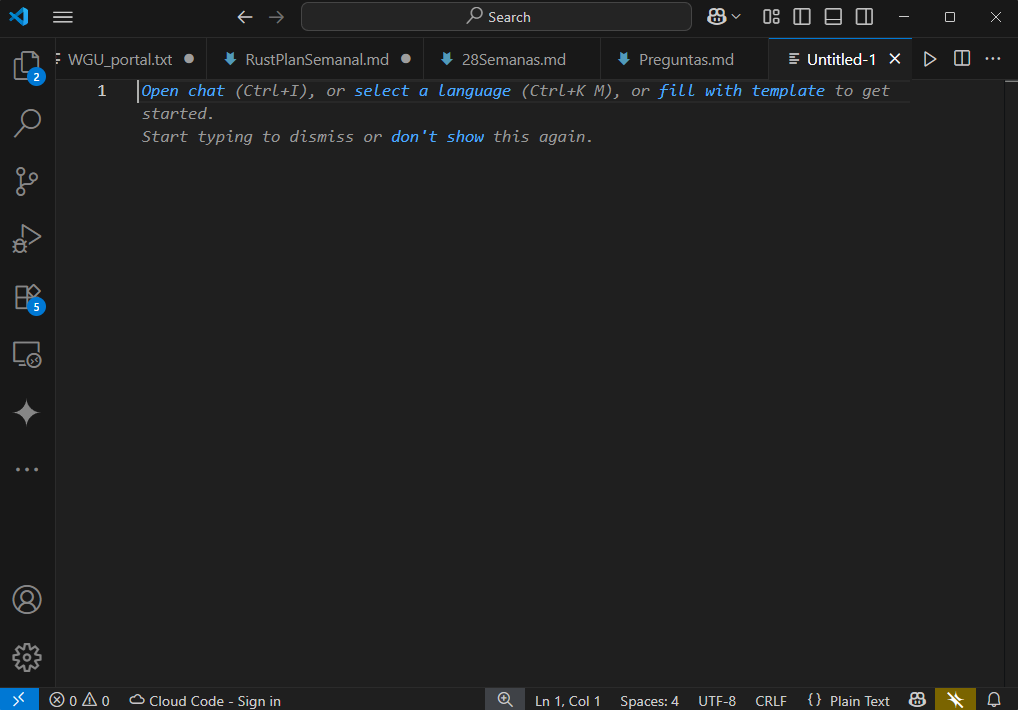 Search
WGU_portal.txt
RustPlanSemanal.md
28Semanas.md
Preguntas.md
Untitled-1
2
1 Open chat (Ctrl+I), or select a language (Ctrl+K M), or fill with template to get
started.
Start typing to dismiss or don't show this again.
5
0 0 Cloud Code - Sign in Ln 1, Col 1 Spaces: 4 UTF-8 CRLF {} Plain Text